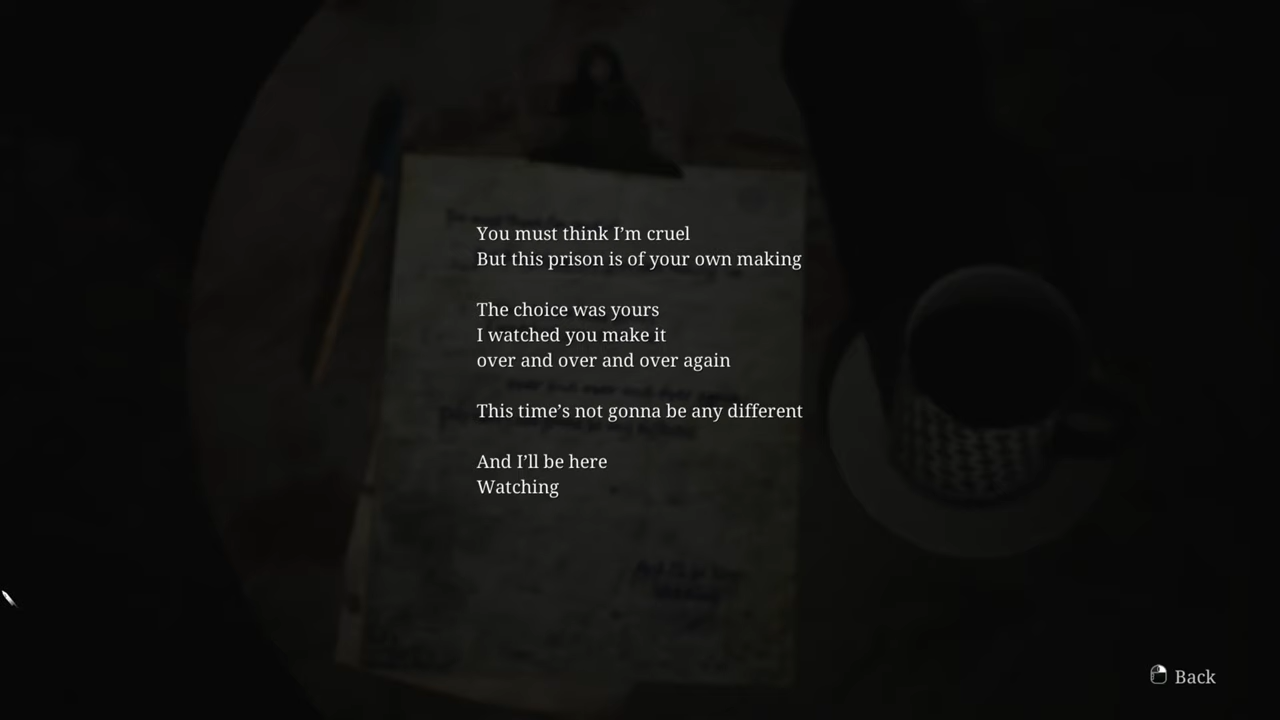 You must think I’m cruel
But this prison is of your own making
The choice was yours
I watched you make it
over and over and over again
This time’s not gonna be any different
And I’ll be here
Watching
Back